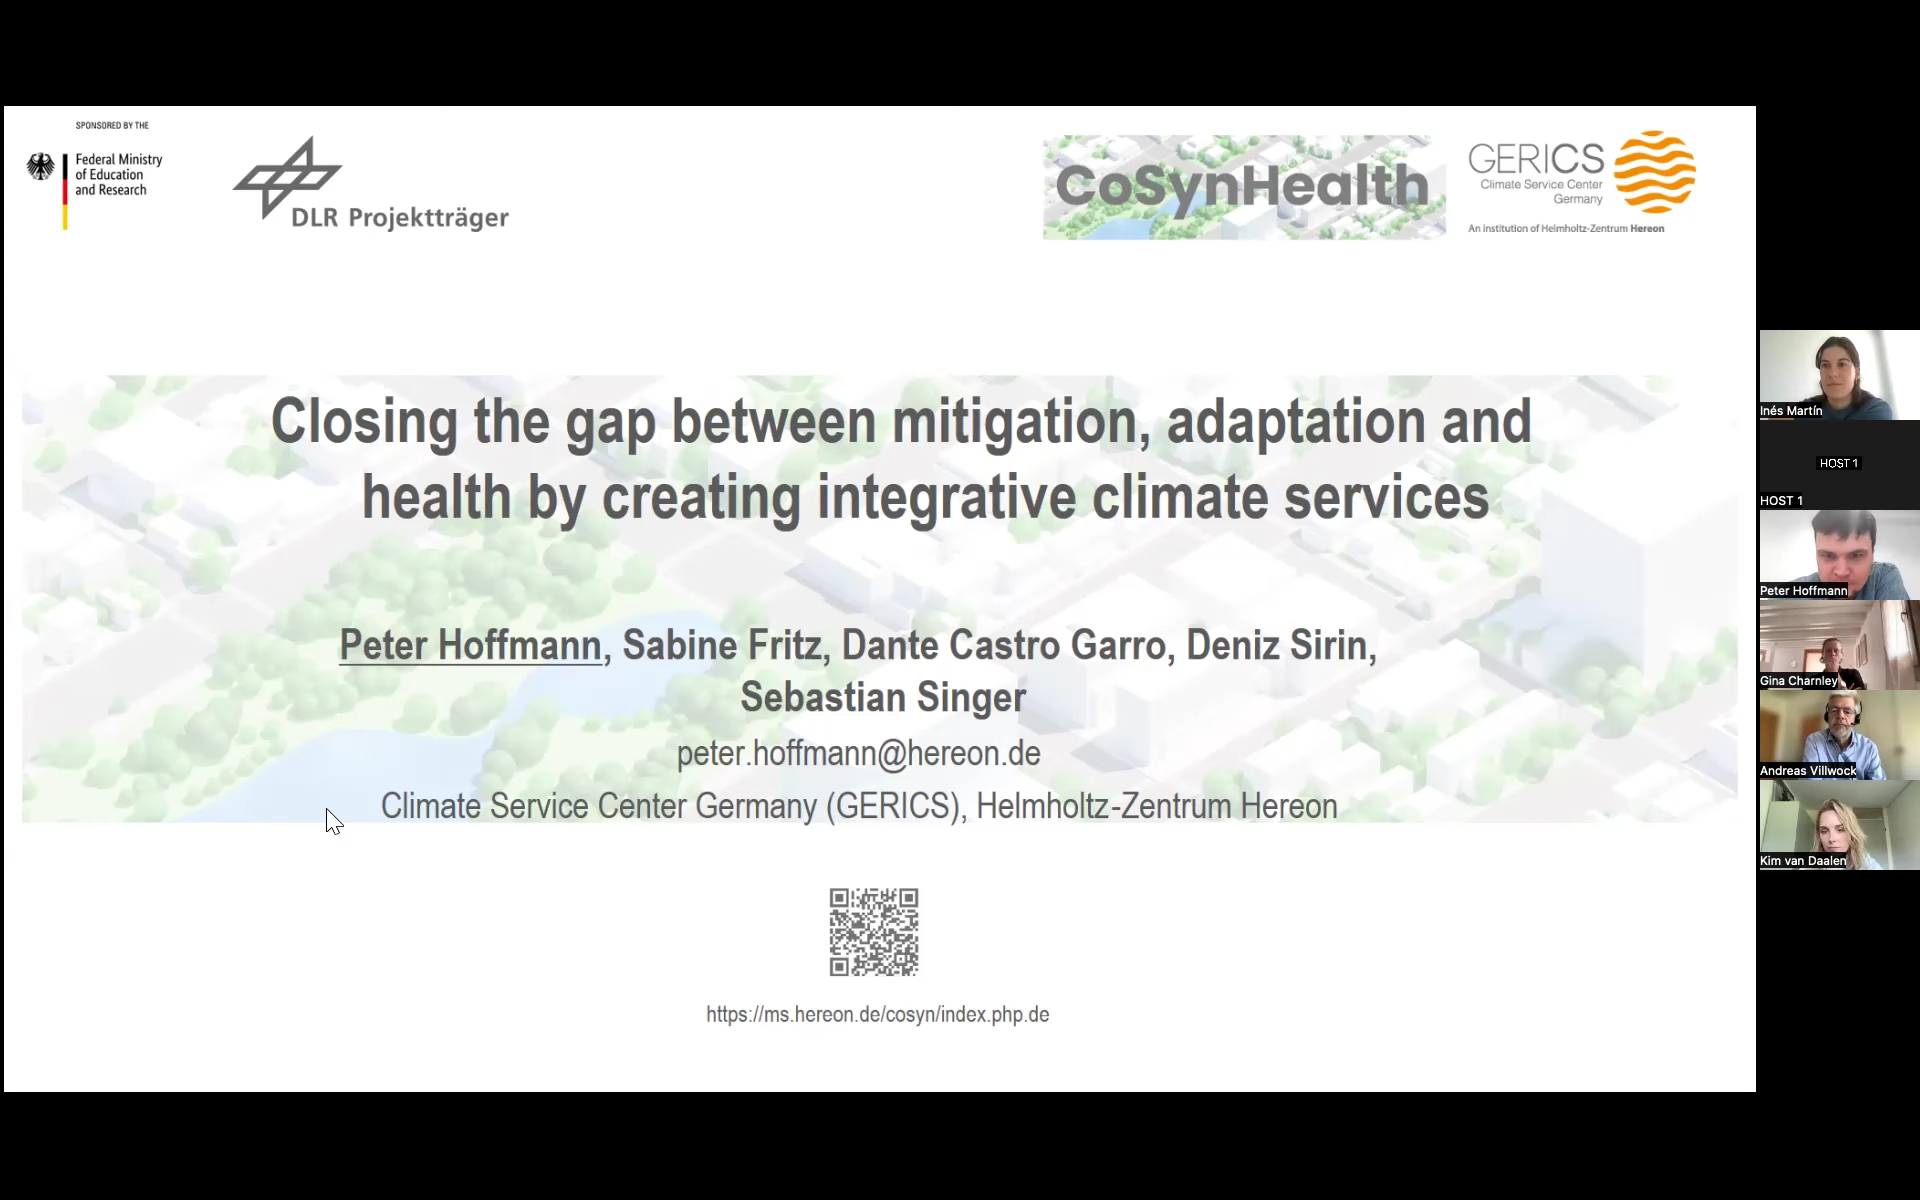 SPONSORED BY THE
Federal Ministry
of Education
and Research
DLR Projektträger
CoSynHealth
GERICS
Climate Service Center
Germany
An institution of Helmholtz-Zentrum Hereon
Closing the gap between mitigation, adaptation and
health by creating integrative climate services
Peter Hoffmann, Sabine Fritz, Dante Castro Garro, Deniz Sirin,
Sebastian Singer
peter.hoffmann@hereon.de
Climate Service Center Germany (GERICS), Helmholtz-Zentrum Hereon
https://ms.hereon.de/cosyn/index.php.de
Inés Martín
HOST 1
HOST 1
Peter Hoffmann
Gina Charnley
Andreas Villwock
Kim van Daalen